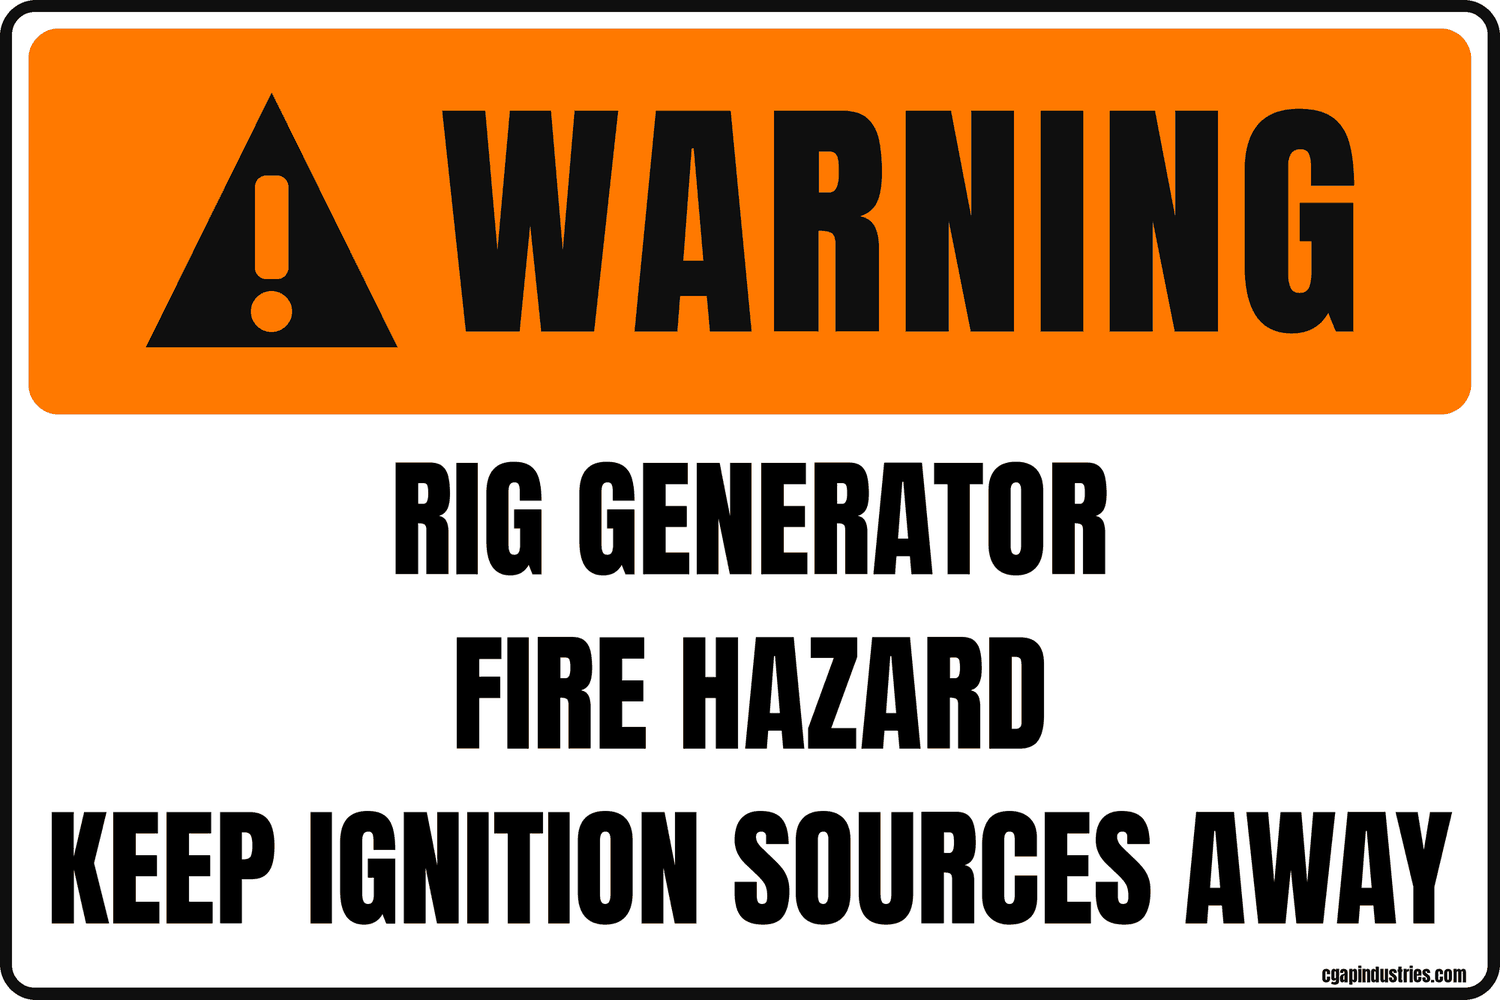 WARNING
RIG GENERATOR
FIRE HAZARD
KEEP IGNITION SOURCES AWAY
cgapindustries.com